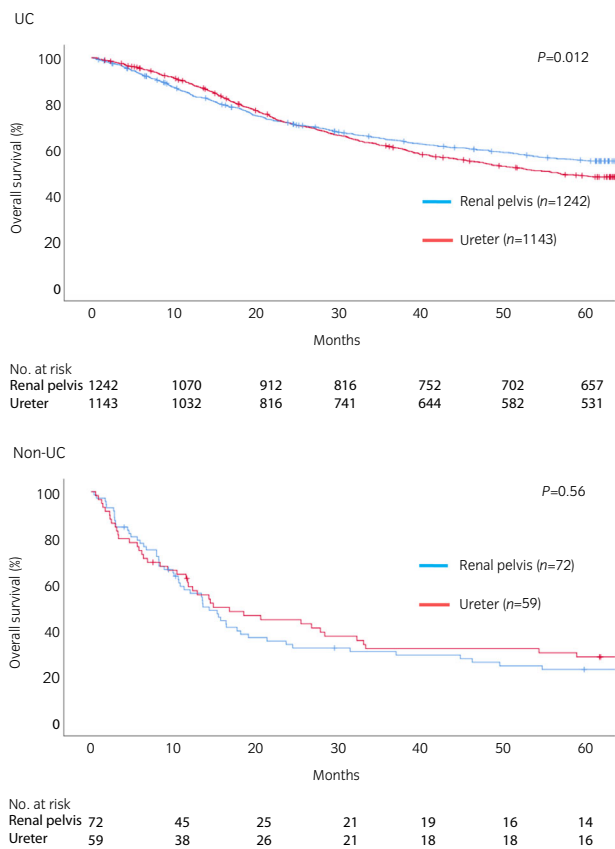 UC
100
80
60
40
20
0
Overall survival (%)
P=0.012
Renal pelvis (n=1242)
Ureter (n=1143)
0 10 20 30 40 50 60
Months
No. at risk
Renal pelvis 1242 1070 912 816 752 702 657
Ureter 1143 1032 816 741 644 582 531
Non-UC
100
80
60
40
20
0
Overall survival (%)
P=0.56
Renal pelvis (n=72)
Ureter (n=59)
0 10 20 30 40 50 60
Months
No. at risk
Renal pelvis 72 45 25 21 19 16 14
Ureter 59 38 26 21 18 18 16